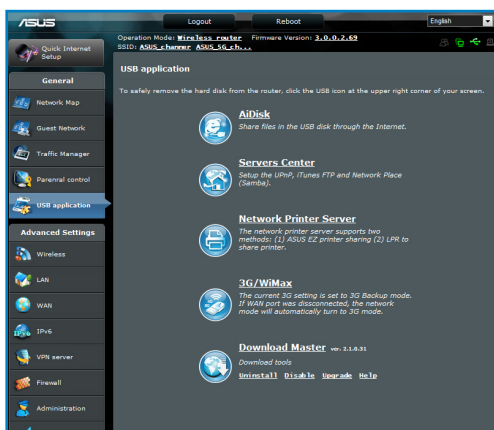 ASUS
Logout
Reboot
English
Operation Mode: Wireless router Firmware Version: 3.0.0.2.69
SSID: ASUS_channer ASUS_5G_ch...
Quick Internet
Setup
General
Network Map
Guest Network
Traffic Manager
Parenral control
USB application
Advanced Settings
Wireless
LAN
WAN
IPv6
VPN server
Firewall
Administration
USB application
To safely remove the hard disk from the router, click the USB icon at the upper right corner of your screen.
AiDisk
Share files in the USB disk through the Internet.
Servers Center
Setup the UPnP, iTunes FTP and Network Place
(Samba).
Network Printer Server
The network printer server supports two
methods: (1) ASUS EZ printer sharing (2) LPR to
share printer.
3G/WiMax
The current 3G setting is set to 3G Backup mode.
If WAN port was dissconnected, the network
mode will automatically turn to 3G mode.
Download Master ver. 2.1.0.31
Download tools
Uninstall Disable Upgrade Help